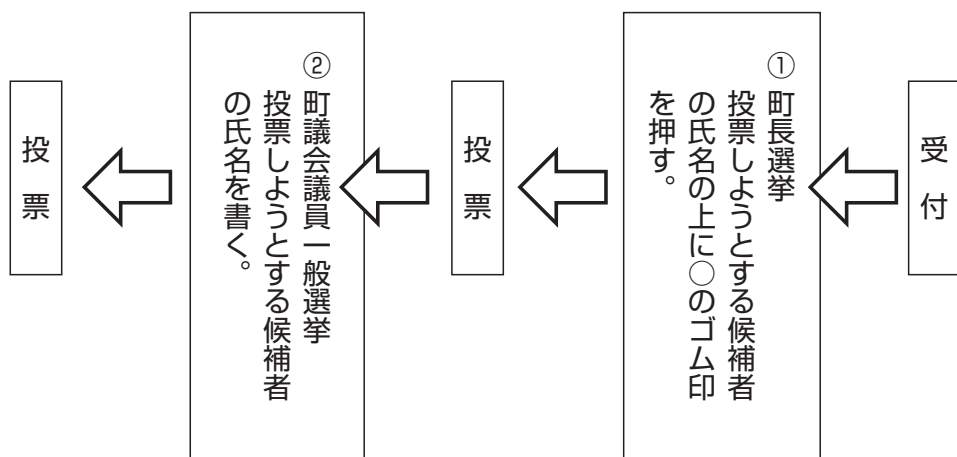 受付
① 町長選挙
投票しようとする候補者
の氏名の上に○のゴム印
を押す。
投票
② 町議会議員一般選挙
投票しようとする候補者
の氏名を書く。
投票